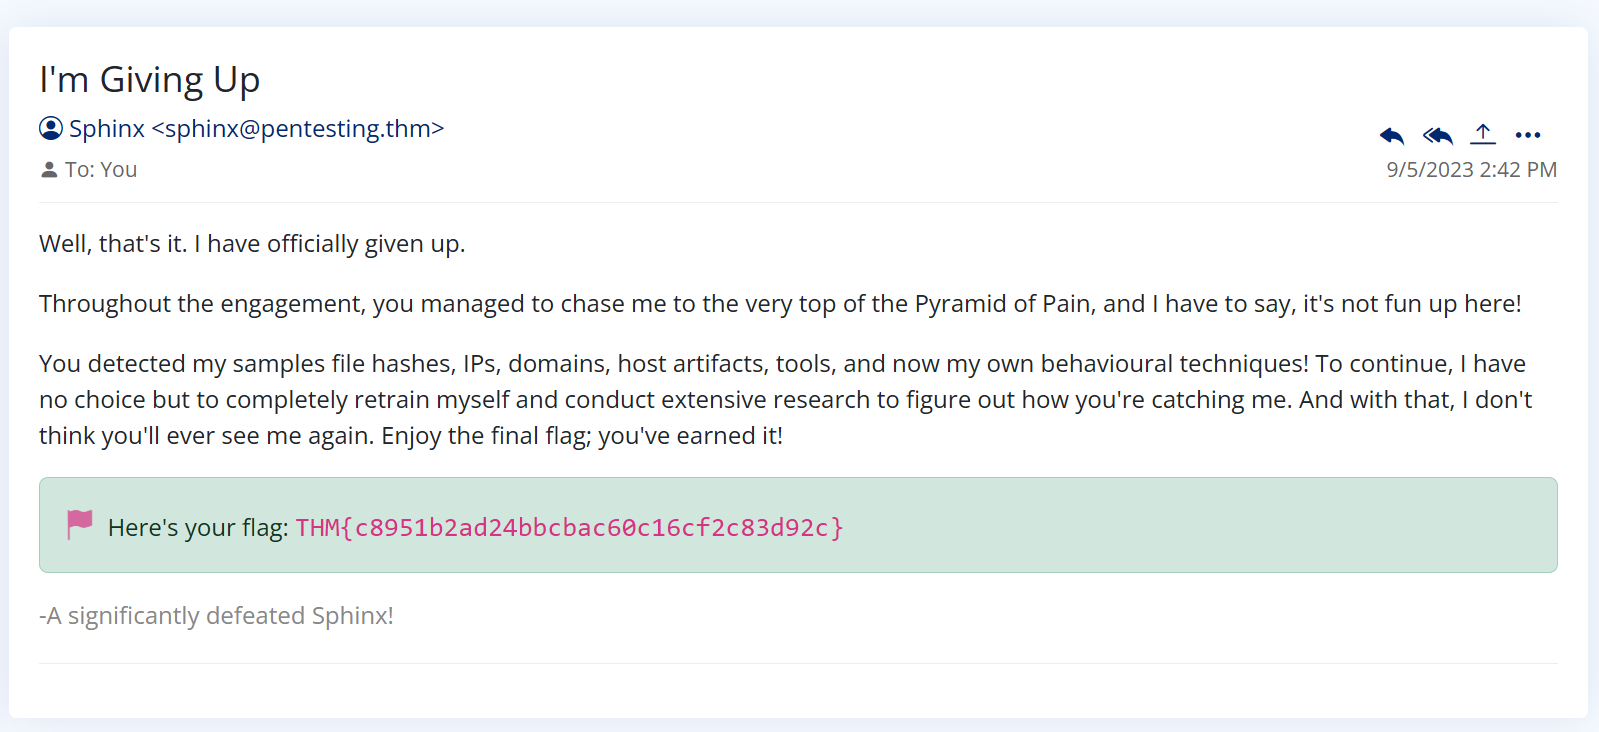 I'm Giving Up
Sphinx <sphinx@pentesting.thm>
To: You
9/5/2023 2:42 PM
Well, that's it. I have officially given up.
Throughout the engagement, you managed to chase me to the very top of the Pyramid of Pain, and I have to say, it's not fun up here!
You detected my samples file hashes, IPs, domains, host artifacts, tools, and now my own behavioural techniques! To continue, I have
no choice but to completely retrain myself and conduct extensive research to figure out how you're catching me. And with that, I don't
think you'll ever see me again. Enjoy the final flag; you've earned it!
Here's your flag: THM{c8951b2ad24bbcbac60c16cf2c83d92c}
-A significantly defeated Sphinx!